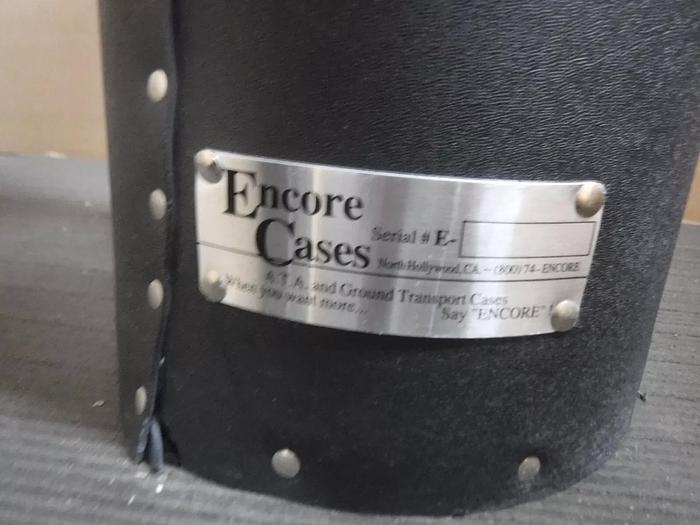 Encore
Cases
Serial # E-
North Hollywood, CA. ~ (800) 74 - ENCORE
A.T.A. and Ground Transport Cases
When you want more...
Say "ENCORE" !